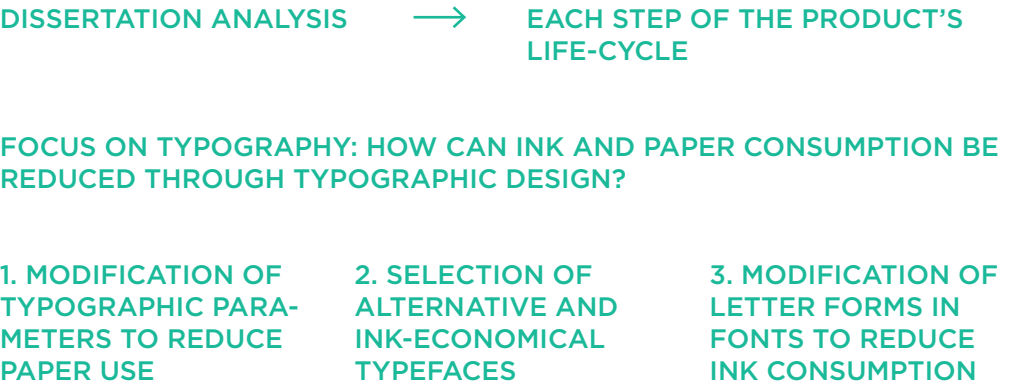 DISSERTATION ANALYSIS → EACH STEP OF THE PRODUCT’S
LIFE-CYCLE
FOCUS ON TYPOGRAPHY: HOW CAN INK AND PAPER CONSUMPTION BE
REDUCED THROUGH TYPOGRAPHIC DESIGN?
1. MODIFICATION OF
TYPOGRAPHIC PARA-
METERS TO REDUCE
PAPER USE
2. SELECTION OF
ALTERNATIVE AND
INK-ECONOMICAL
TYPEFACES
3. MODIFICATION OF
LETTER FORMS IN
FONTS TO REDUCE
INK CONSUMPTION